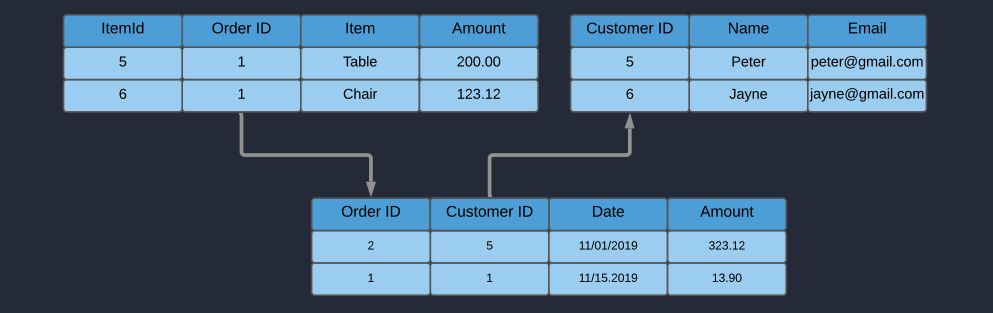 ItemId Order ID Item Amount
5 1 Table 200.00
6 1 Chair 123.12
Customer ID Name Email
5 Peter peter@gmail.com
6 Jayne jayne@gmail.com
Order ID Customer ID Date Amount
2 5 11/01/2019 323.12
1 1 11/15.2019 13.90